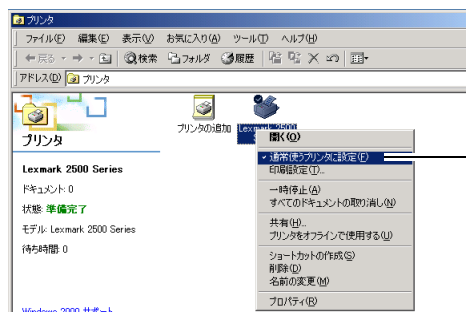 プリンタ
ファイル(F) 編集(E) 表示(V) お気に入り(A) ツール(T) ヘルプ(H)
戻る 検索 フォルダ 履歴
アドレス(D) プリンタ
プリンタ
プリンタの追加 Lexmark 2500
Lexmark 2500 Series
ドキュメント: 0
状態: 準備完了
モデル: Lexmark 2500 Series
待ち時間: 0
Windows 2000 サポート
開く(O)
通常使うプリンタに設定(F)
印刷設定(T)...
一時停止(A)
すべてのドキュメントの取り消し(N)
共有(H)...
プリンタをオフラインで使用する(U)
ショートカットの作成(S)
削除(D)
名前の変更(M)
プロパティ(R)